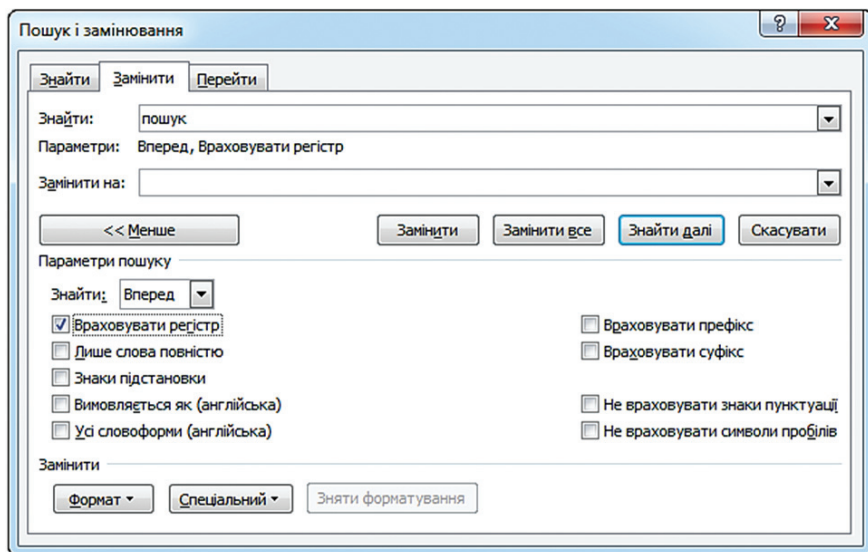 Пошук і замінювання
Знайти Замінити Перейти
Знайти: пошук
Параметри: Вперед, Враховувати регістр
Замінити на:
<< Менше Замінити Замінити все Знайти далі Скасувати
Параметри пошуку
Знайти: Вперед
Враховувати регістр Враховувати префікс
Лише слова повністю Враховувати суфікс
Знаки підстановки
Вимовляється як (англійська) Не враховувати знаки пунктуації
Усі словоформи (англійська) Не враховувати символи пробілів
Замінити
Формат Спеціальний Зняти форматування